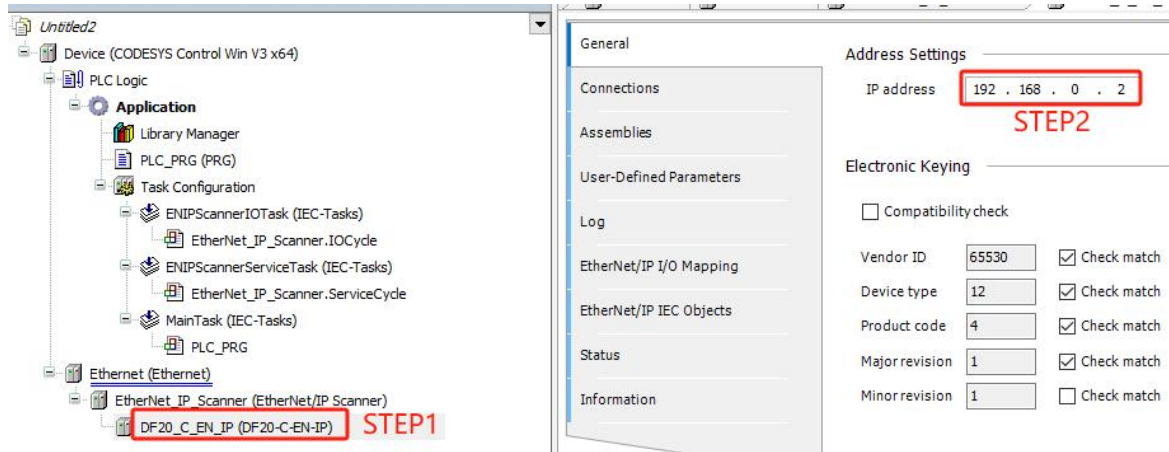 Untitled2
Device (CODESYS Control Win V3 x64)
PLC Logic
Application
Library Manager
PLC_PRG (PRG)
Task Configuration
ENIPScannerIOTask (IEC-Tasks)
EtherNet_IP_Scanner.IOCycle
ENIPScannerServiceTask (IEC-Tasks)
EtherNet_IP_Scanner.ServiceCycle
MainTask (IEC-Tasks)
PLC_PRG
Ethernet (Ethernet)
EtherNet_IP_Scanner (EtherNet/IP Scanner)
DF20_C_EN_IP (DF20-C-EN-IP) STEP1
General
Connections
Assemblies
User-Defined Parameters
Log
EtherNet/IP I/O Mapping
EtherNet/IP IEC Objects
Status
Information
Address Settings
IP address 192 . 168 . 0 . 2
STEP2
Electronic Keying
Compatibility check
Vendor ID 65530 Check match
Device type 12 Check match
Product code 4 Check match
Major revision 1 Check match
Minor revision 1 Check match